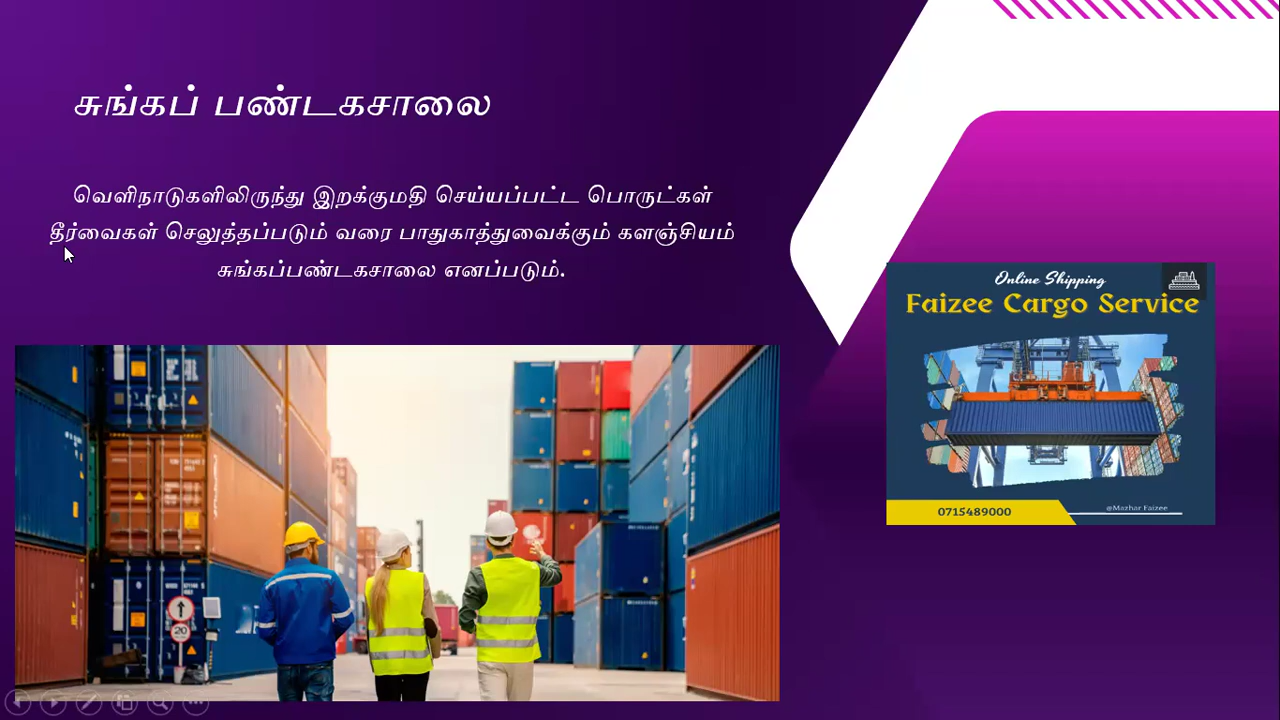 சுங்கப் பண்டகசாலை
வெளிநாடுகளிலிருந்து இறக்குமதி செய்யப்பட்ட பொருட்கள்
தீர்வைகள் செலுத்தப்படும் வரை பாதுகாத்துவைக்கும் களஞ்சியம்
சுங்கப்பண்டகசாலை எனப்படும்.
Online Shipping
Faizee Cargo Service
0715489000
@Mazhar Faizee
20